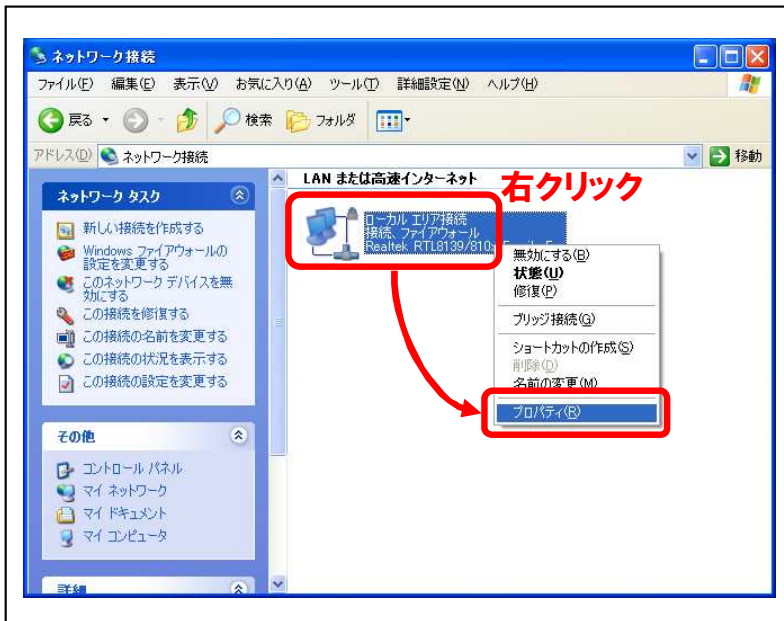 ネットワーク接続
ファイル(F) 編集(E) 表示(V) お気に入り(A) ツール(T) 詳細設定(N) ヘルプ(H)
戻る 検索 フォルダ
アドレス(D) ネットワーク接続 移動
ネットワーク タスク
新しい接続を作成する
Windows ファイアウォールの
設定を変更する
このネットワーク デバイスを無
効にする
この接続を修復する
この接続の名前を変更する
この接続の状況を表示する
この接続の設定を変更する
その他
コントロール パネル
マイ ネットワーク
マイ ドキュメント
マイ コンピュータ
詳細
LAN または高速インターネット
右クリック
ローカル エリア接続
接続、ファイアウォール
Realtek RTL8139/810
無効にする(B)
状態(U)
修復(P)
ブリッジ接続(G)
ショートカットの作成(S)
削除(D)
名前の変更(M)
プロパティ(R)